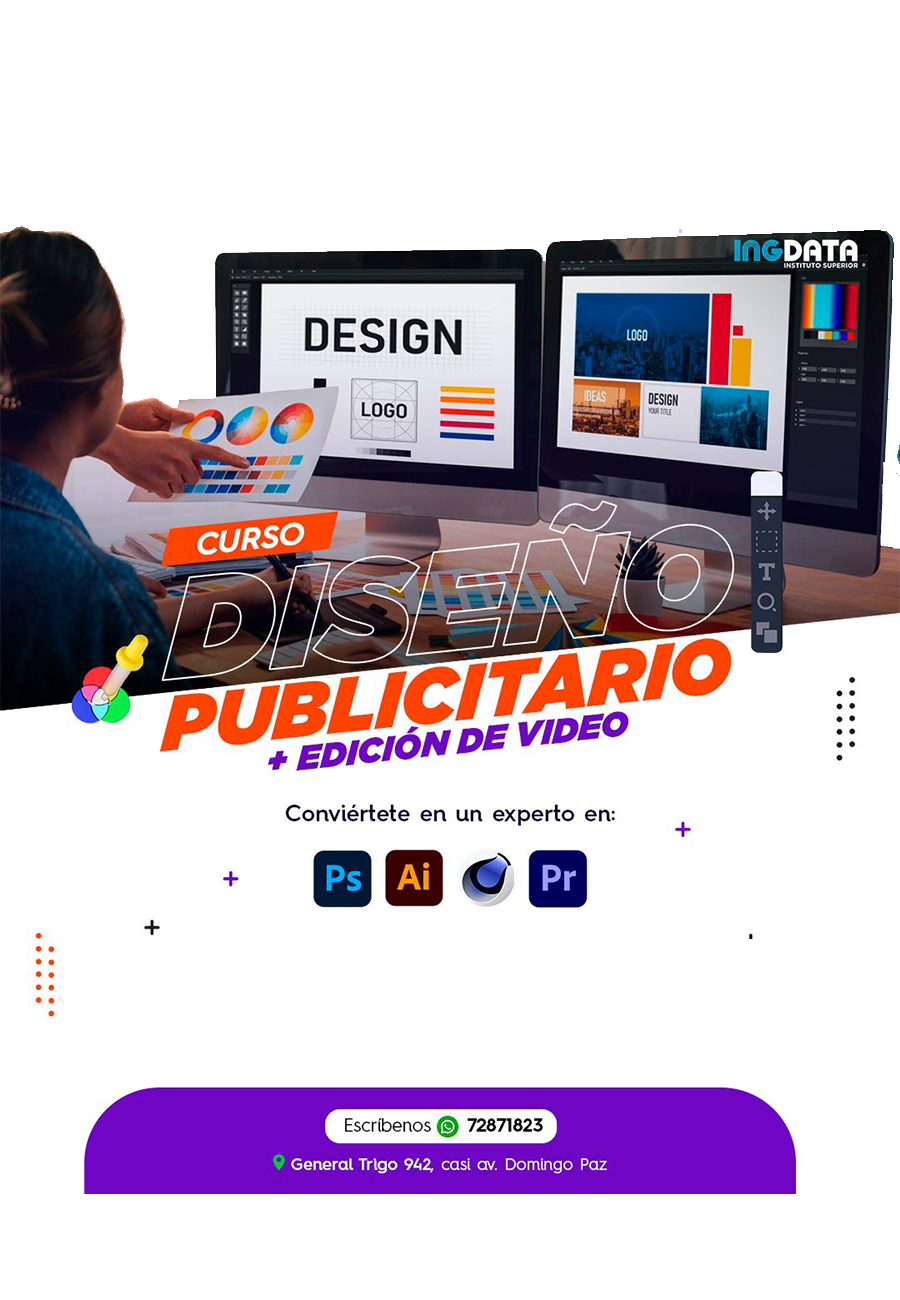 INGDATA
INSTITUTO SUPERIOR
DESIGN
LOGO
LOGO
IDEAS
DESIGN
YOUR TITLE
T
CURSO
DISEÑO
PUBLICITARIO
+ EDICIÓN DE VIDEO
Conviértete en un experto en:
Ps Ai Pr
Escríbenos 72871823
General Trigo 942, casi av. Domingo Paz